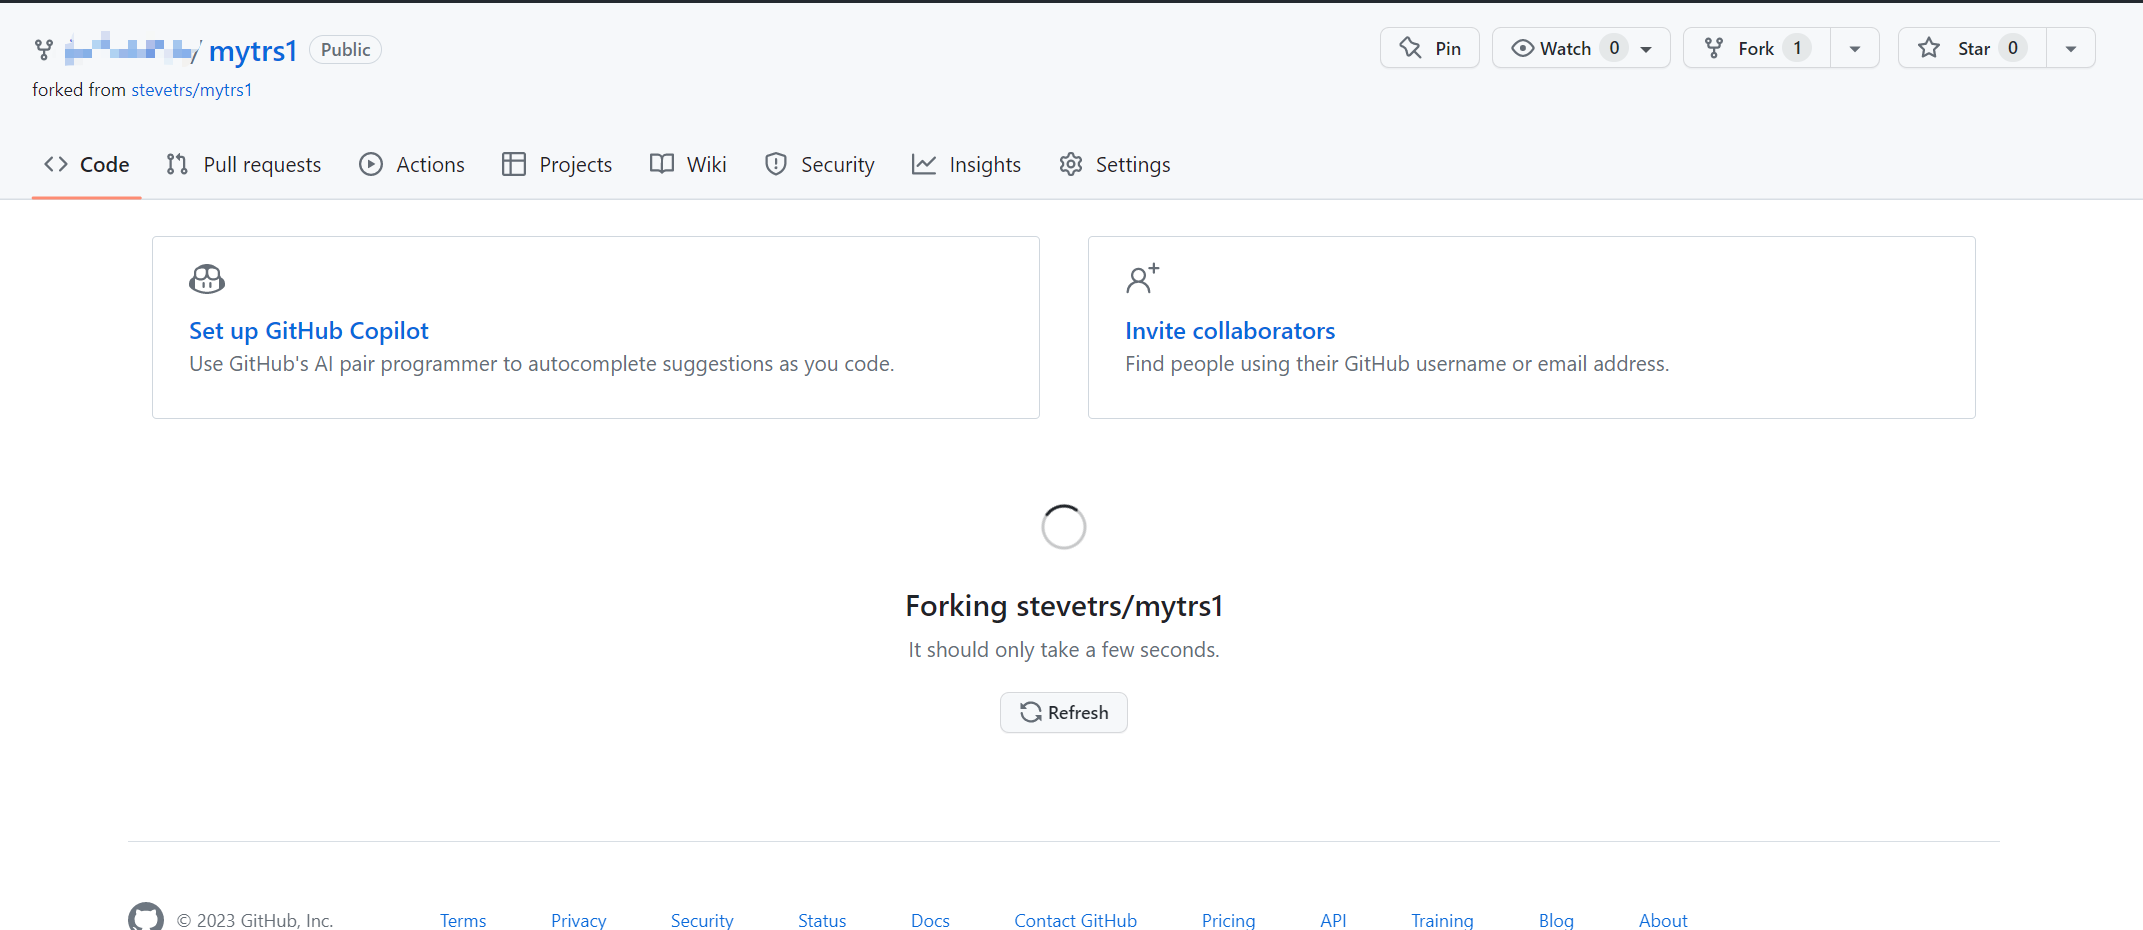 / mytrs1 Public
Pin
Watch 0
Fork 1
Star 0
forked from stevetrs/mytrs1
Code
Pull requests
Actions
Projects
Wiki
Security
Insights
Settings
Set up GitHub Copilot
Use GitHub's AI pair programmer to autocomplete suggestions as you code.
Invite collaborators
Find people using their GitHub username or email address.
Forking stevetrs/mytrs1
It should only take a few seconds.
Refresh
© 2023 GitHub, Inc.
Terms
Privacy
Security
Status
Docs
Contact GitHub
Pricing
API
Training
Blog
About